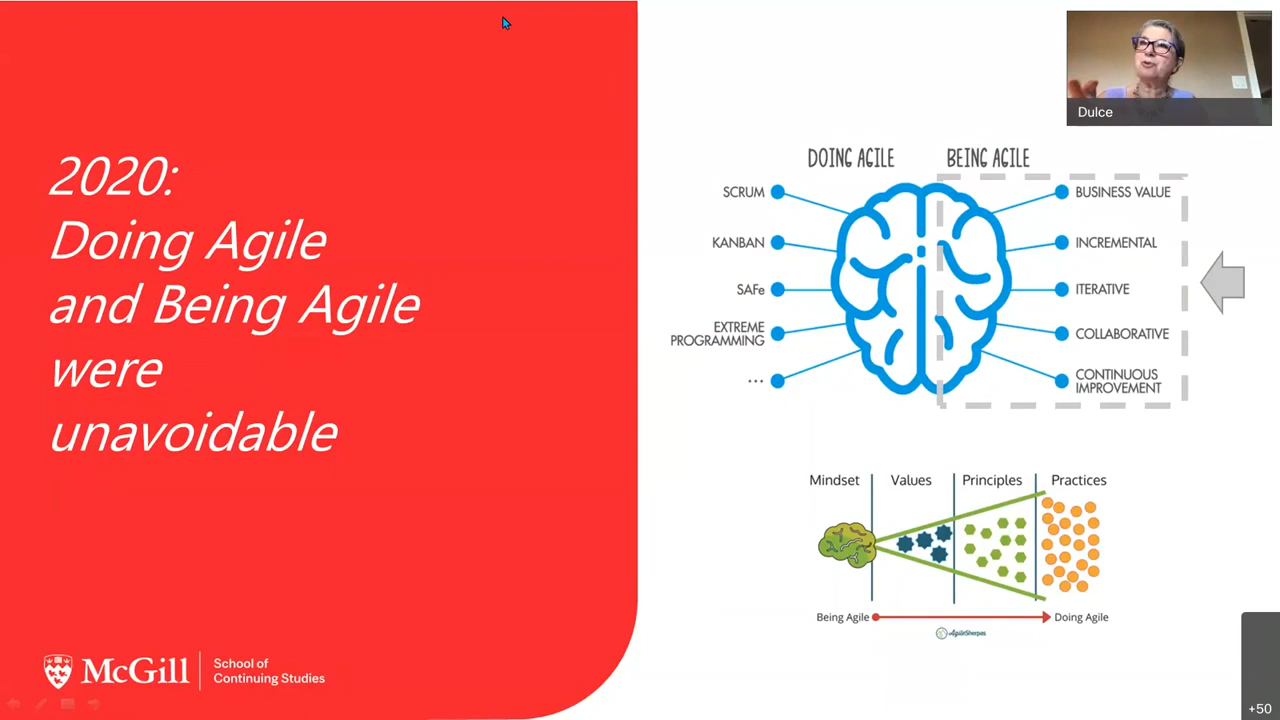 2020:
Doing Agile
and Being Agile
were
unavoidable
McGill
School of
Continuing Studies
Dulce
DOING AGILE
BEING AGILE
SCRUM
KANBAN
SAFe
EXTREME
PROGRAMMING
...
BUSINESS VALUE
INCREMENTAL
ITERATIVE
COLLABORATIVE
CONTINUOUS
IMPROVEMENT
Mindset
Values
Principles
Practices
Being Agile
Doing Agile
AgileSherpas
+50